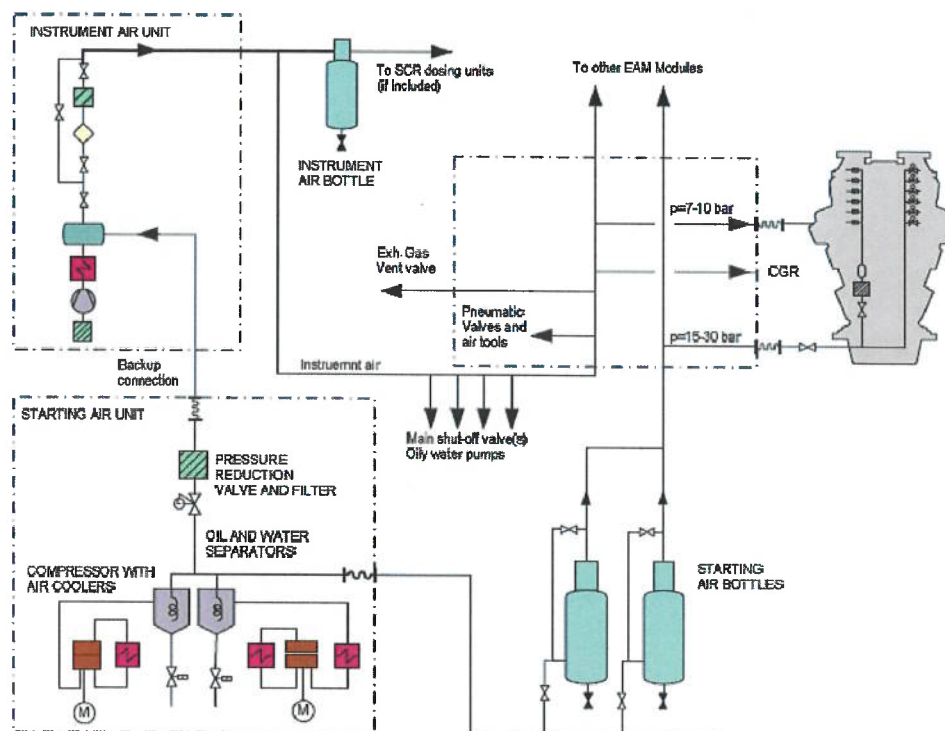 INSTRUMENT AIR UNIT
To SCR dosing units
(if Included)
To other EAM Modules
INSTRUMENT
AIR BOTTLE
p=7-10 bar
Exh. Gas
Vent valve
CGR
Pneumatic
Valves and
air tools
p=15-30 bar
Backup
connection
Instruemnt air
STARTING AIR UNIT
Main shut-off valve(s)
Oily water pumps
PRESSURE
REDUCTION
VALVE AND FILTER
OIL AND WATER
SEPARATORS
COMPRESSOR WITH
AIR COOLERS
STARTING
AIR BOTTLES
M
M